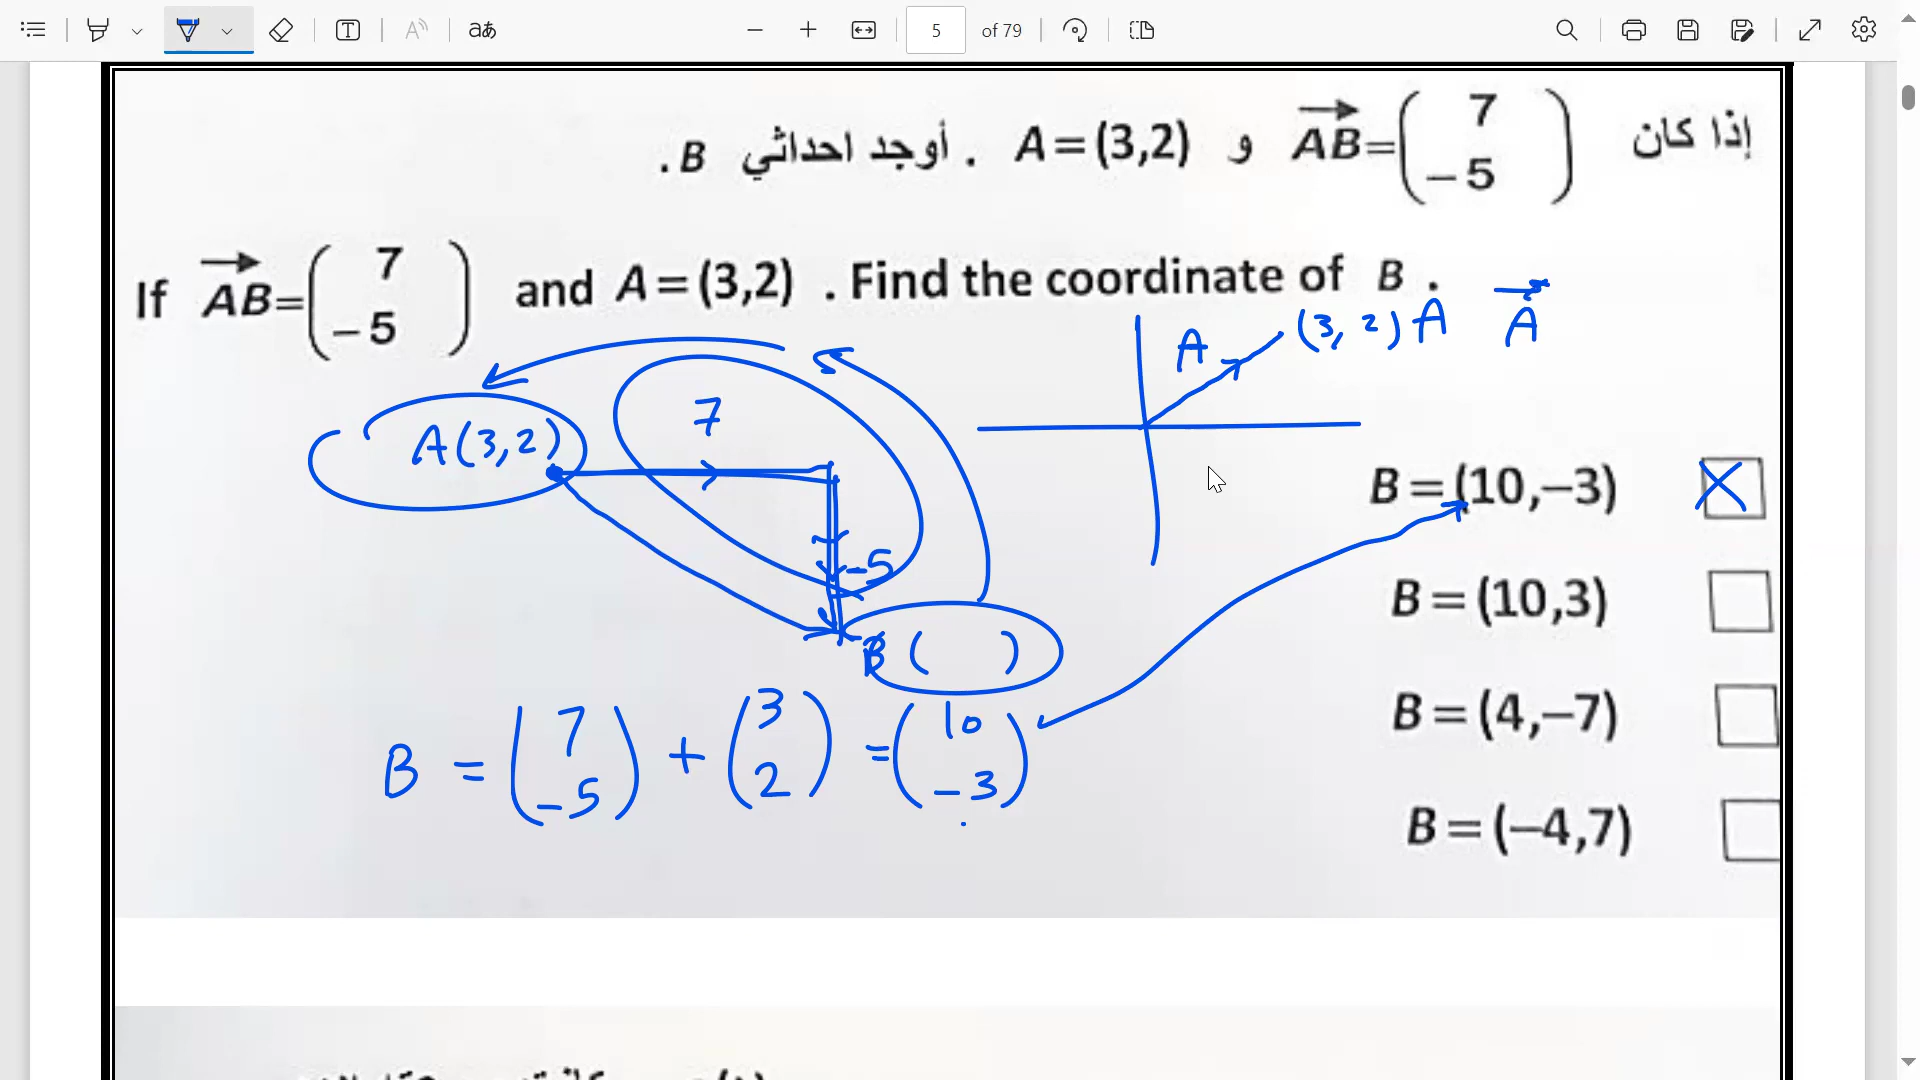 5 of 79
إذا كان AB=(7 −5) و A=(3,2) . أوجد احداثي B .
If AB=(7 −5) and A=(3,2) . Find the coordinate of B .
A (3, 2) A A
7
A(3,2)
B=(10,−3) X
−5
B=(10,3)
B ( )
B=(4,−7)
B = (7 −5) + (3 2) = (10 −3)
B=(−4,7)